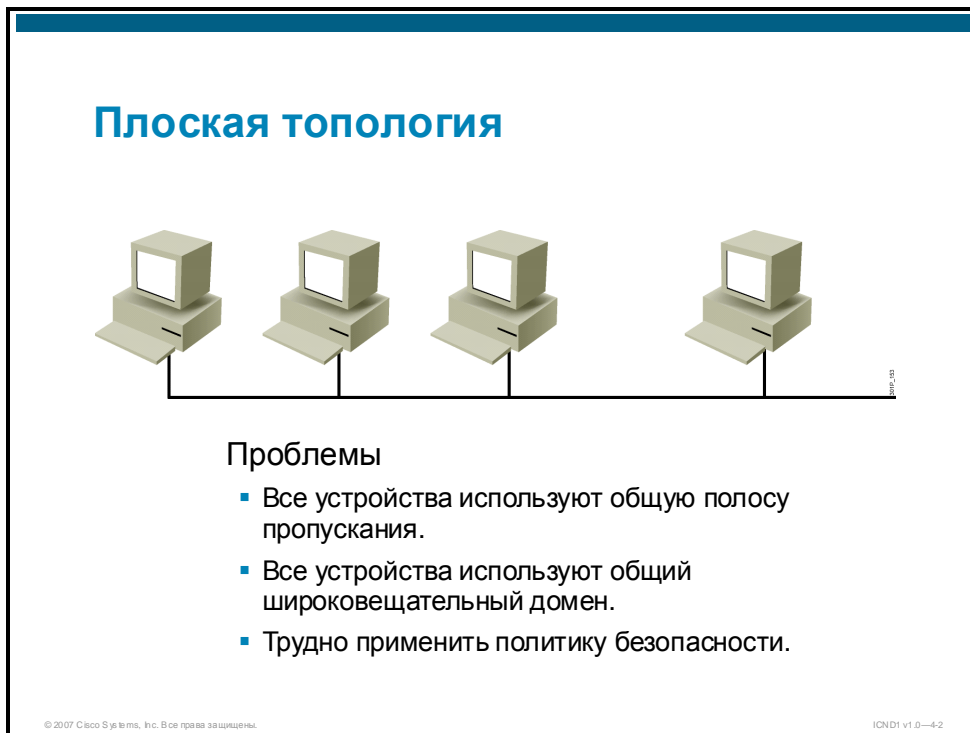 Плоская топология
301P_153
Проблемы
▪ Все устройства используют общую полосу
пропускания.
▪ Все устройства используют общий
широковещательный домен.
▪ Трудно применить политику безопасности.
© 2007 Cisco Systems, Inc. Все права защищены.
ICND1 v1.0—4-2